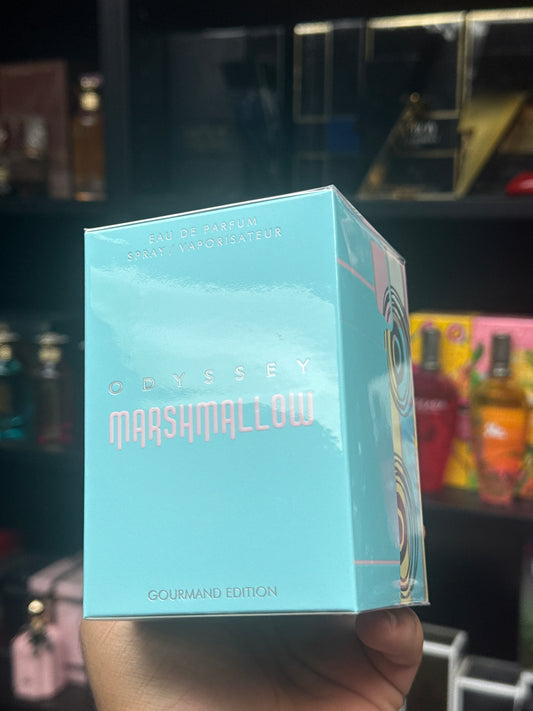 EAU DE PARFUM
SPRAY / VAPORISATEUR
ODYSSEY
MARSHMALLOW
GOURMAND EDITION